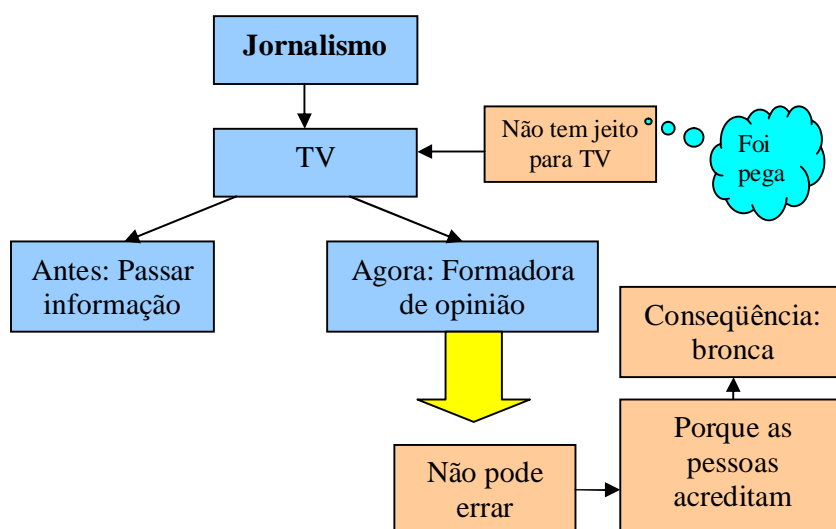 Jornalismo
TV
Não tem jeito
para TV
Foi
pega
Antes: Passar
informação
Agora: Formadora
de opinião
Conseqüência:
bronca
Não pode
errar
Porque as
pessoas
acreditam